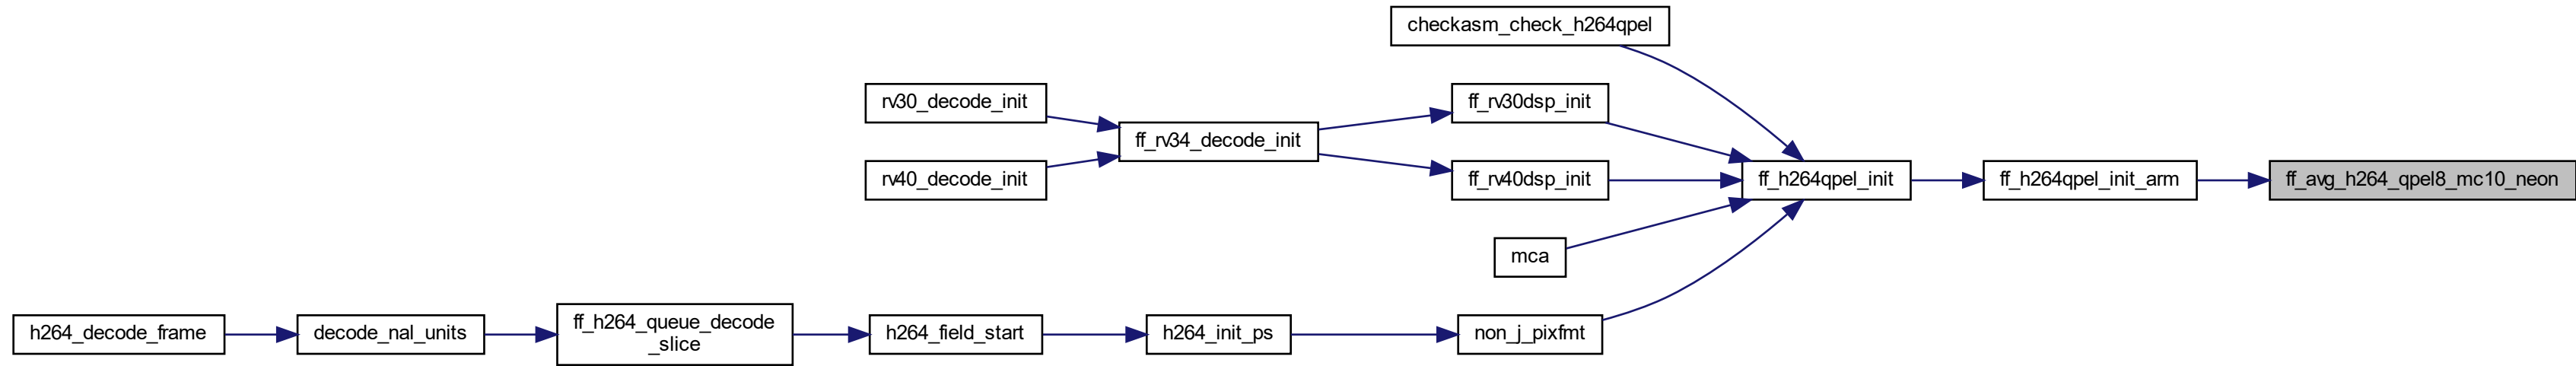 checkasm_check_h264qpel
rv30_decode_init
ff_rv30dsp_init
ff_rv34_decode_init
rv40_decode_init
ff_rv40dsp_init
ff_h264qpel_init
ff_h264qpel_init_arm
ff_avg_h264_qpel8_mc10_neon
mca
h264_decode_frame
decode_nal_units
ff_h264_queue_decode
_slice
h264_field_start
h264_init_ps
non_j_pixfmt